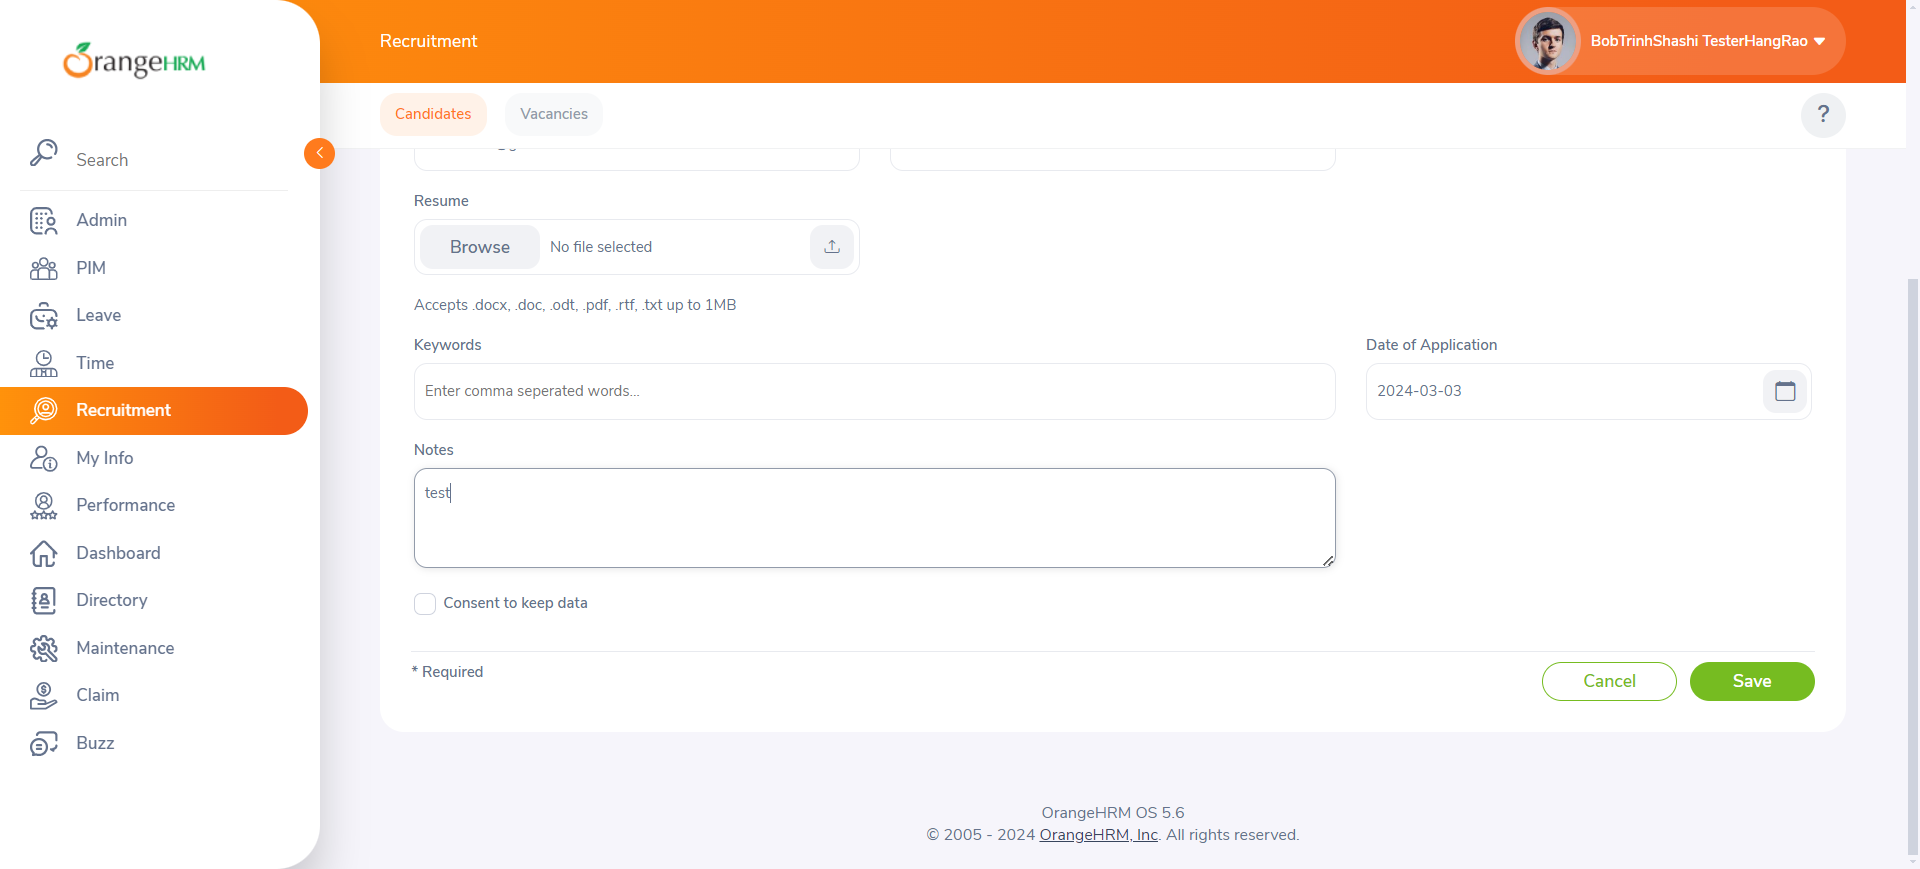 OrangeHRM
Recruitment
BobTrinhShashi TesterHangRao
Candidates
Vacancies
?
Search
Admin
PIM
Leave
Time
Recruitment
My Info
Performance
Dashboard
Directory
Maintenance
Claim
Buzz
Resume
Browse
No file selected
Accepts .docx, .doc, .odt, .pdf, .rtf, .txt up to 1MB
Keywords
Date of Application
Enter comma seperated words...
2024-03-03
Notes
test
Consent to keep data
* Required
Cancel
Save
OrangeHRM OS 5.6
© 2005 - 2024 OrangeHRM, Inc. All rights reserved.